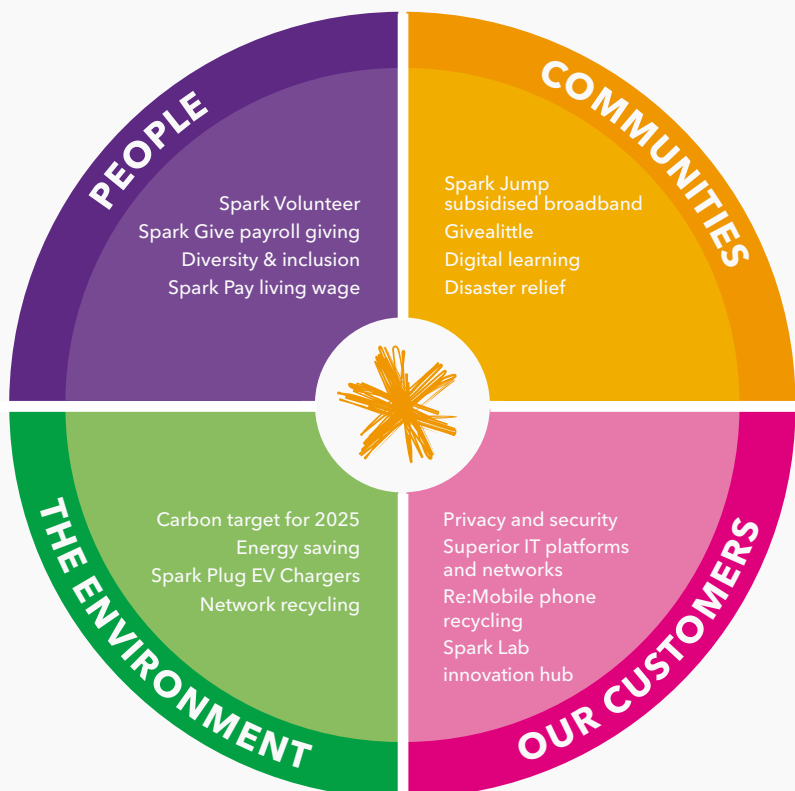 PEOPLE
Spark Volunteer
Spark Give payroll giving
Diversity & inclusion
Spark Pay living wage
COMMUNITIES
Spark Jump
subsidised broadband
Givealittle
Digital learning
Disaster relief
THE ENVIRONMENT
Carbon target for 2025
Energy saving
Spark Plug EV Chargers
Network recycling
OUR CUSTOMERS
Privacy and security
Superior IT platforms
and networks
Re:Mobile phone
recycling
Spark Lab
innovation hub